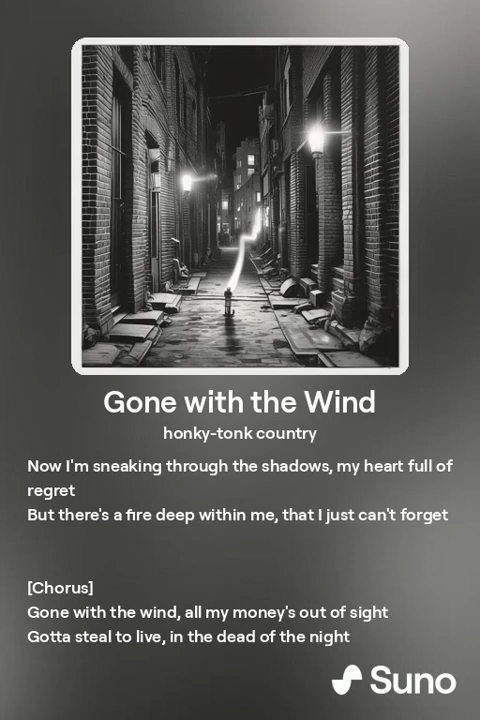 Gone with the Wind
honky-tonk country
Now I'm sneaking through the shadows, my heart full of
regret
But there's a fire deep within me, that I just can't forget
[Chorus]
Gone with the wind, all my money's out of sight
Gotta steal to live, in the dead of the night
Suno